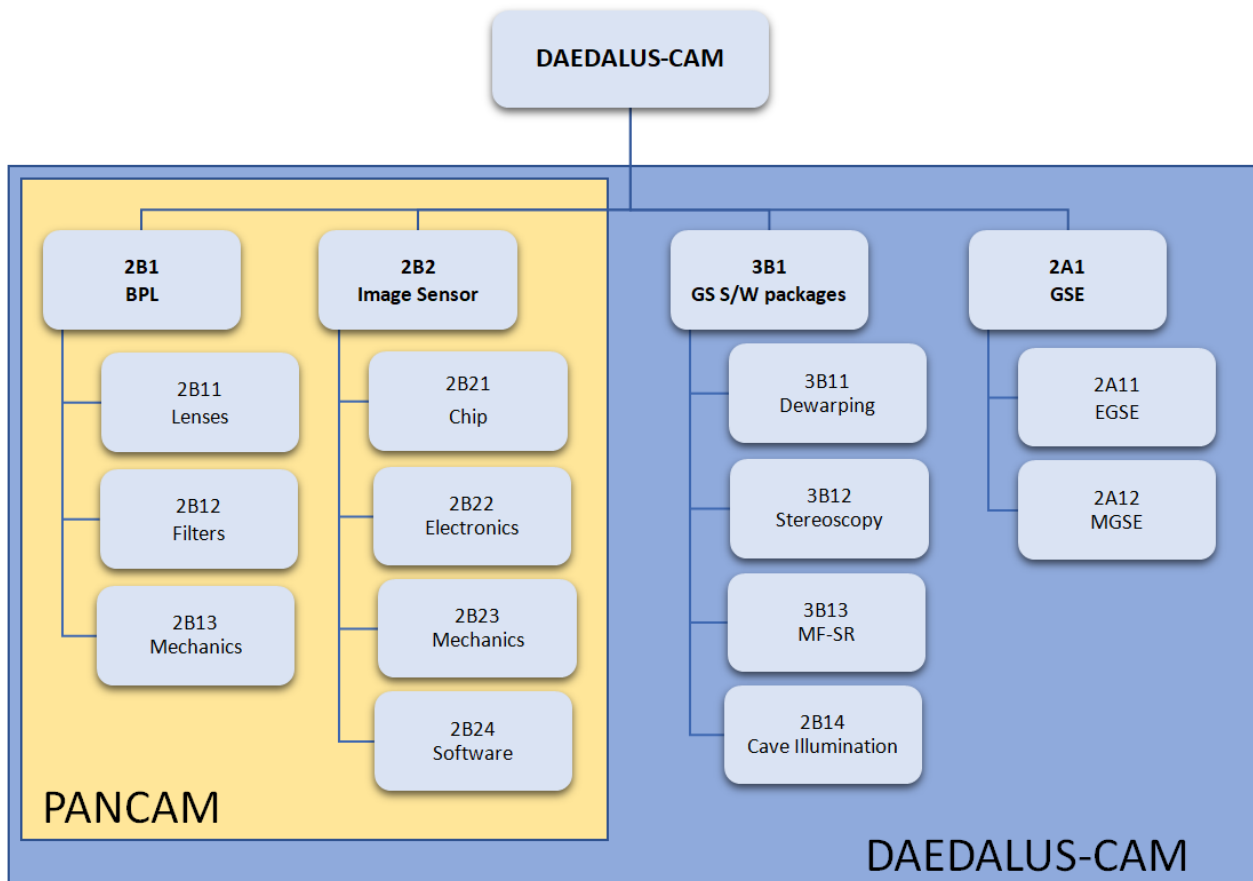 DAEDALUS-CAM
2B1
BPL
2B2
Image Sensor
3B1
GS S/W packages
2A1
GSE
2B11
Lenses
2B12
Filters
2B13
Mechanics
2B21
Chip
2B22
Electronics
2B23
Mechanics
2B24
Software
3B11
Dewarping
3B12
Stereoscopy
3B13
MF-SR
2B14
Cave Illumination
2A11
EGSE
2A12
MGSE
PANCAM
DAEDALUS-CAM